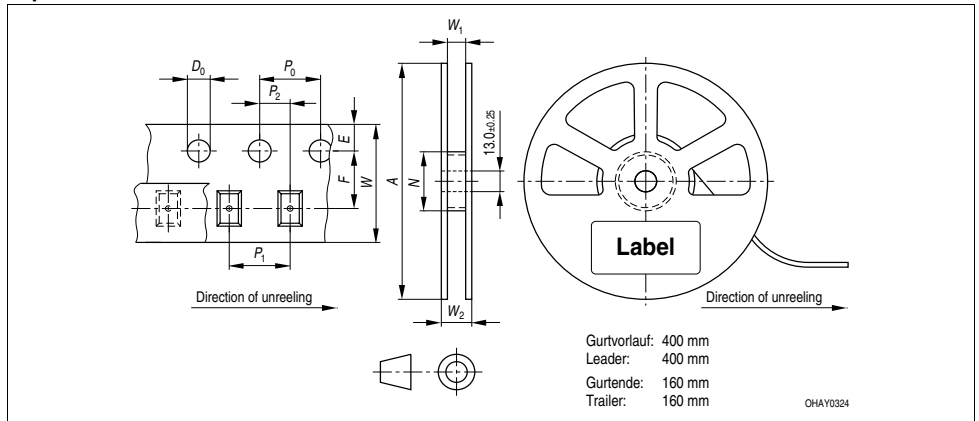 W1
D0
P0
P2
E
F
W
A
N
13.0±0.25
Label
P1
Direction of unreeling
W2
Direction of unreeling
Gurtvorlauf: 400 mm
Leader: 400 mm
Gurtende: 160 mm
Trailer: 160 mm
OHAY0324